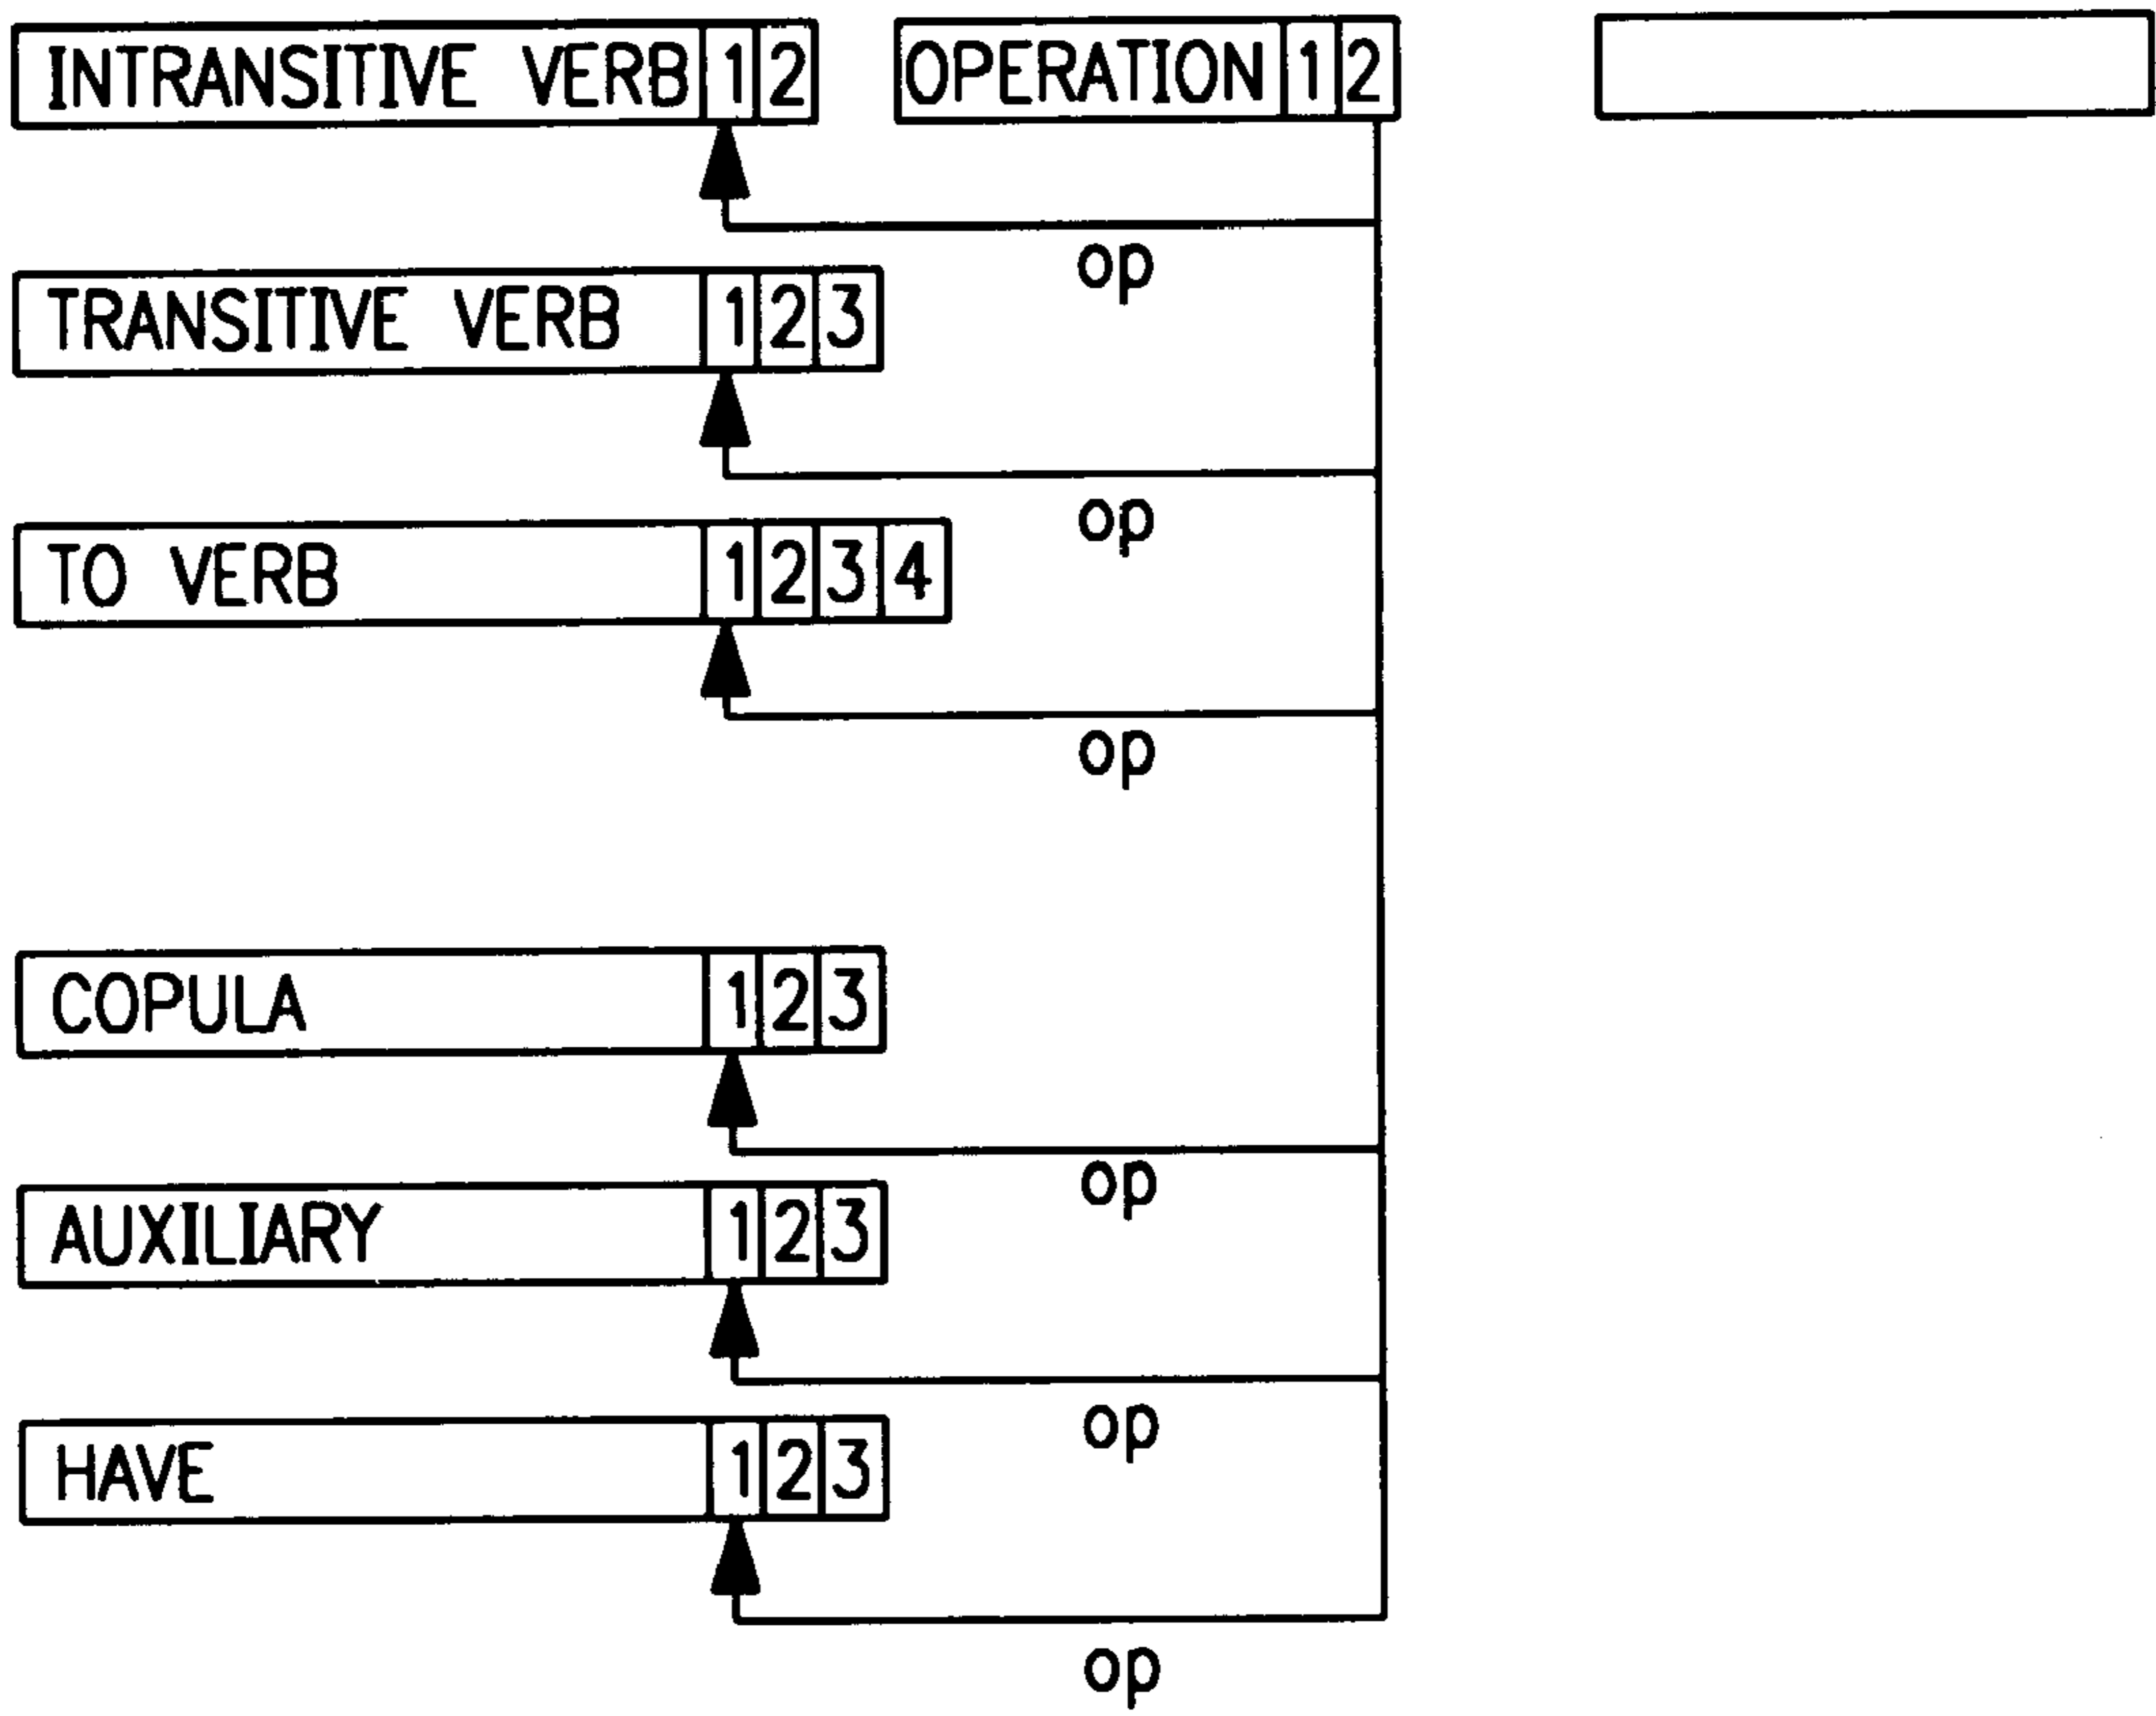 INTRANSITIVE VERB 1 2 OPERATION 1 2
op
TRANSITIVE VERB 1 2 3
op
TO VERB 1 2 3 4
op
COPULA 1 2 3
op
AUXILIARY 1 2 3
op
HAVE 1 2 3
op